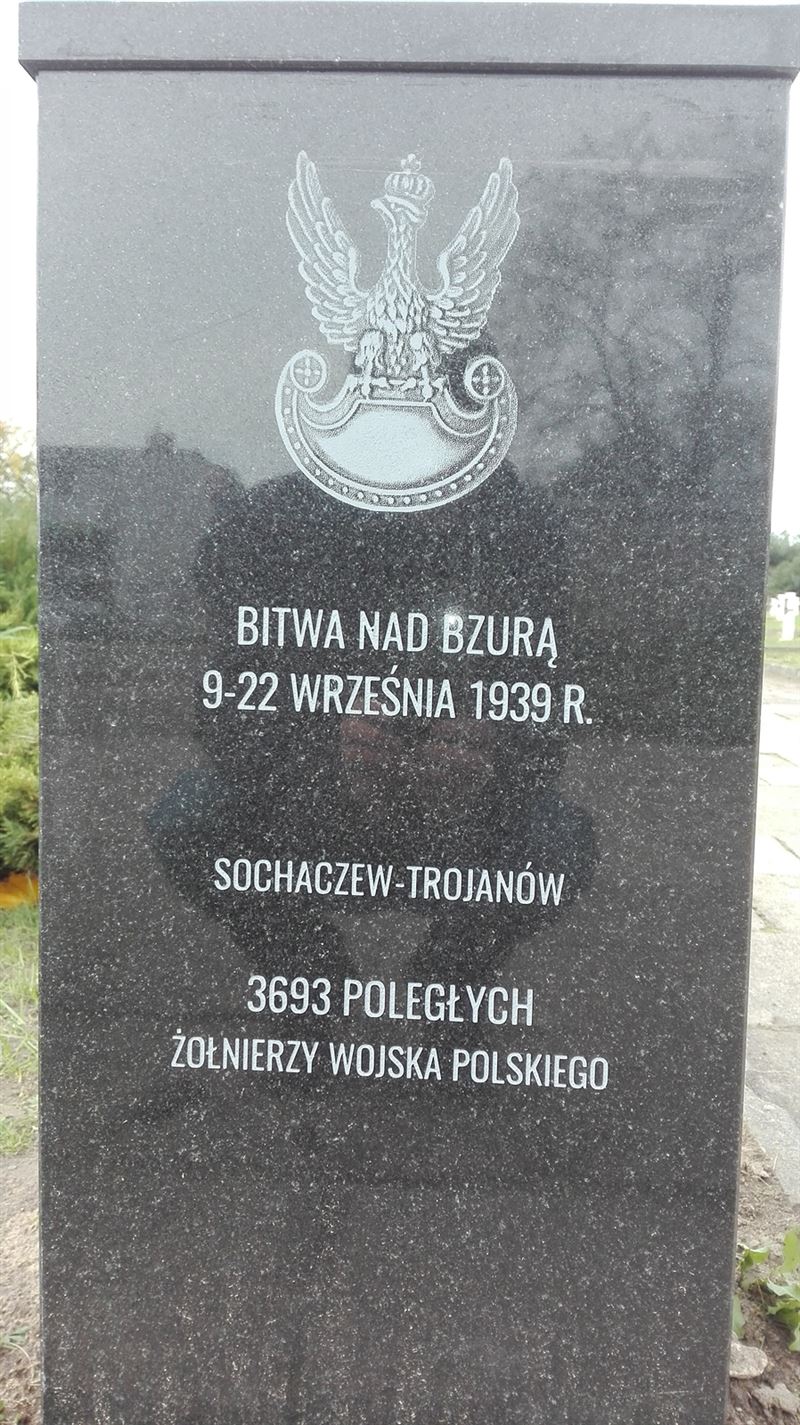 BITWA NAD BZURĄ
9-22 WRZEŚNIA 1939 R.
SOCHACZEW-TROJANÓW
3693 POLEGŁYCH
ŻOŁNIERZY WOJSKA POLSKIEGO